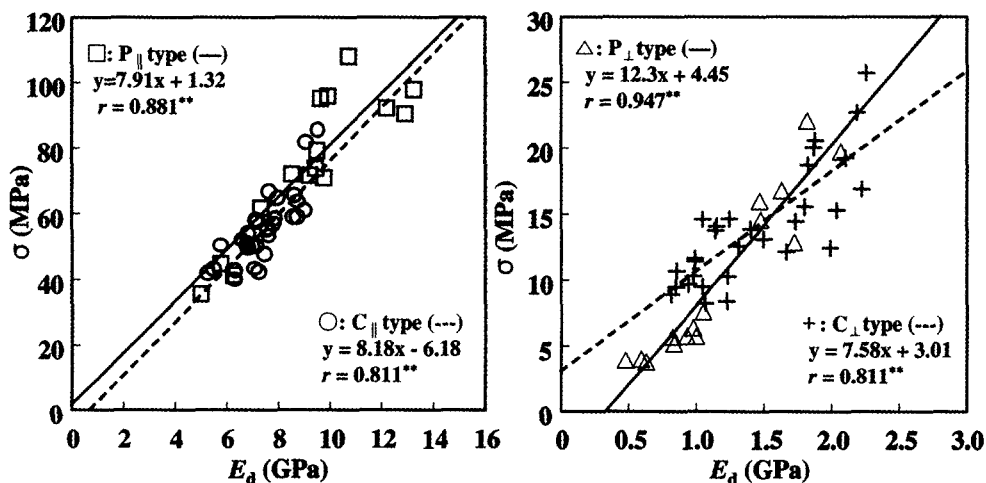 120
100
80
60
40
20
0
σ (MPa)
□: P∥ type (—)
y=7.91x + 1.32
r = 0.881**
○: C∥ type (---)
y = 8.18x - 6.18
r = 0.811**
0 2 4 6 8 10 12 14 16
E_d (GPa)
30
25
20
15
10
5
0
σ (MPa)
△: P⊥ type (—)
y = 12.3x + 4.45
r = 0.947**
+: C⊥ type (---)
y = 7.58x + 3.01
r = 0.811**
0 0.5 1.0 1.5 2.0 2.5 3.0
E_d (GPa)